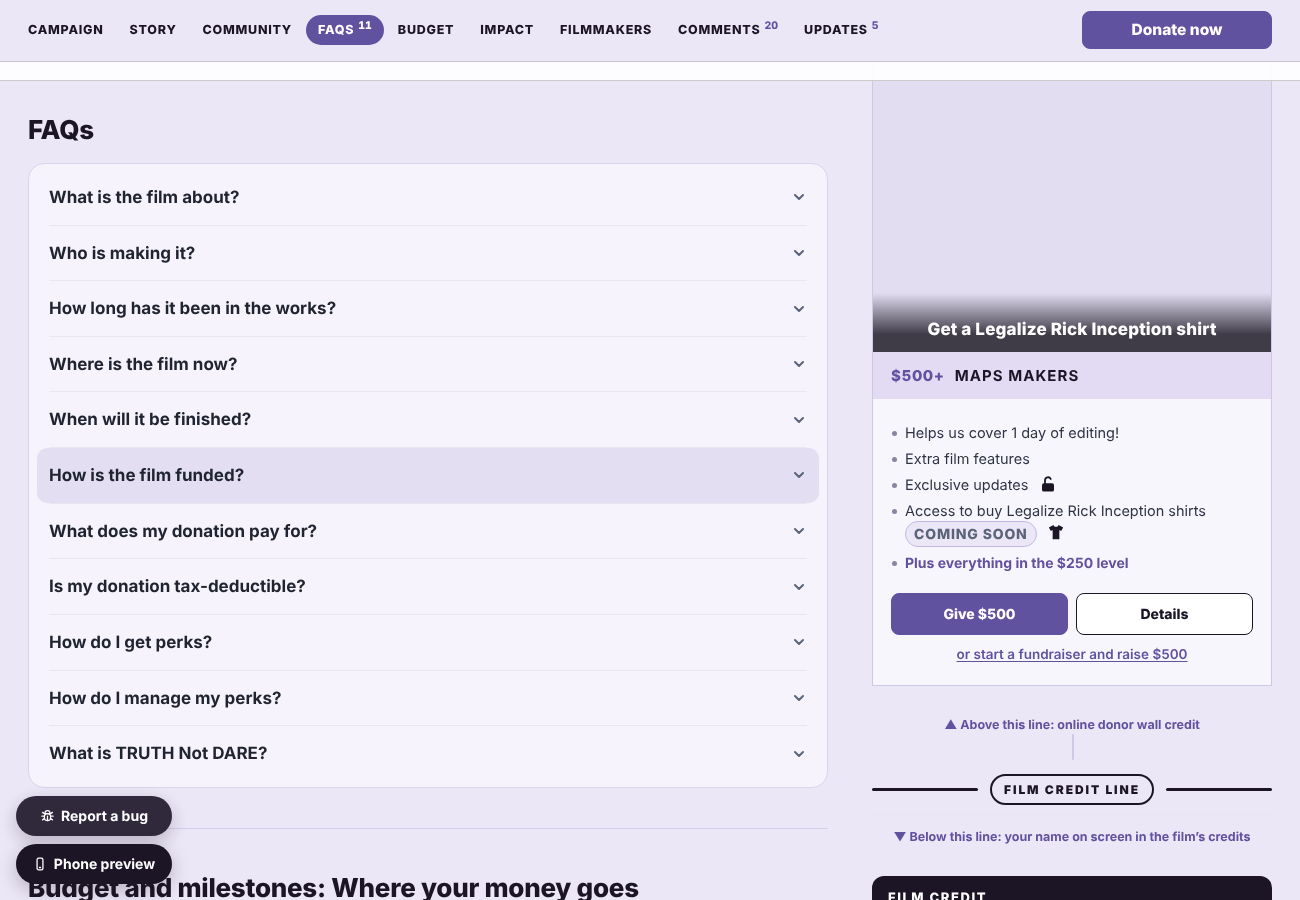 CAMPAIGN STORY COMMUNITY FAQS 11 BUDGET IMPACT FILMMAKERS COMMENTS 20 UPDATES 5 Donate now
FAQs
What is the film about?
Who is making it?
How long has it been in the works?
Where is the film now?
When will it be finished?
How is the film funded?
What does my donation pay for?
Is my donation tax-deductible?
How do I get perks?
How do I manage my perks?
What is TRUTH Not DARE?
Report a bug
Phone preview
Budget and milestones: Where your money goes
Get a Legalize Rick Inception shirt
$500+ MAPS MAKERS
Helps us cover 1 day of editing!
Extra film features
Exclusive updates
Access to buy Legalize Rick Inception shirts
COMING SOON
Plus everything in the $250 level
Give $500 Details
or start a fundraiser and raise $500
▲ Above this line: online donor wall credit
FILM CREDIT LINE
▼ Below this line: your name on screen in the film’s credits
FILM CREDIT